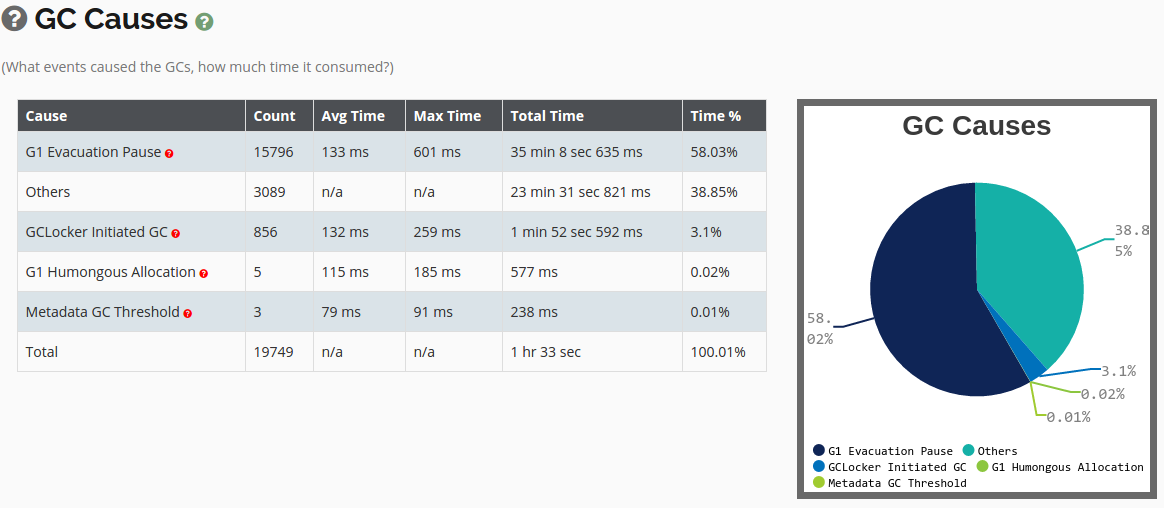 GC Causes
(What events caused the GCs, how much time it consumed?)
Cause Count Avg Time Max Time Total Time Time %
G1 Evacuation Pause 15796 133 ms 601 ms 35 min 8 sec 635 ms 58.03%
Others 3089 n/a n/a 23 min 31 sec 821 ms 38.85%
GCLocker Initiated GC 856 132 ms 259 ms 1 min 52 sec 592 ms 3.1%
G1 Humongous Allocation 5 115 ms 185 ms 577 ms 0.02%
Metadata GC Threshold 3 79 ms 91 ms 238 ms 0.01%
Total 19749 n/a n/a 1 hr 33 sec 100.01%
GC Causes
38.8
5%
58.
02%
3.1%
0.02%
0.01%
G1 Evacuation Pause Others
GCLocker Initiated GC G1 Humongous Allocation
Metadata GC Threshold